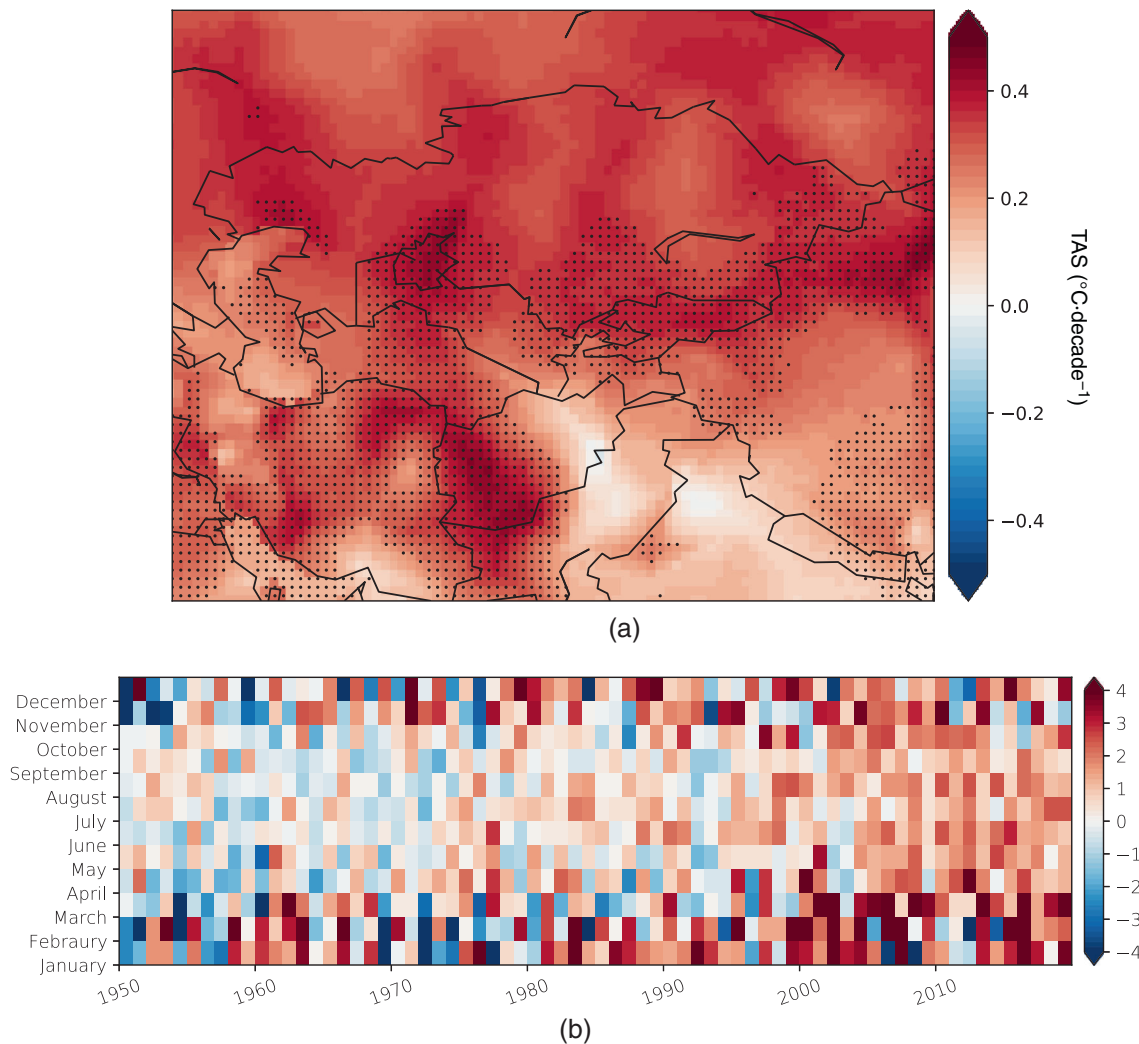 0.4
0.2
0.0
−0.2
−0.4
TAS (°C·decade⁻¹)
(a)
December
November
October
September
August
July
June
May
April
March
Febraury
January
4
3
2
1
0
−1
−2
−3
−4
1950 1960 1970 1980 1990 2000 2010
(b)